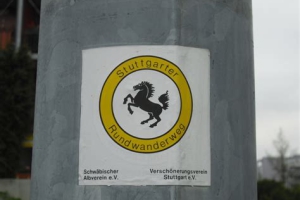 Stuttgarter
Rundwanderweg
Schwäbischer
Albverein e.V.
Verschönerungsverein
Stuttgart e.V.